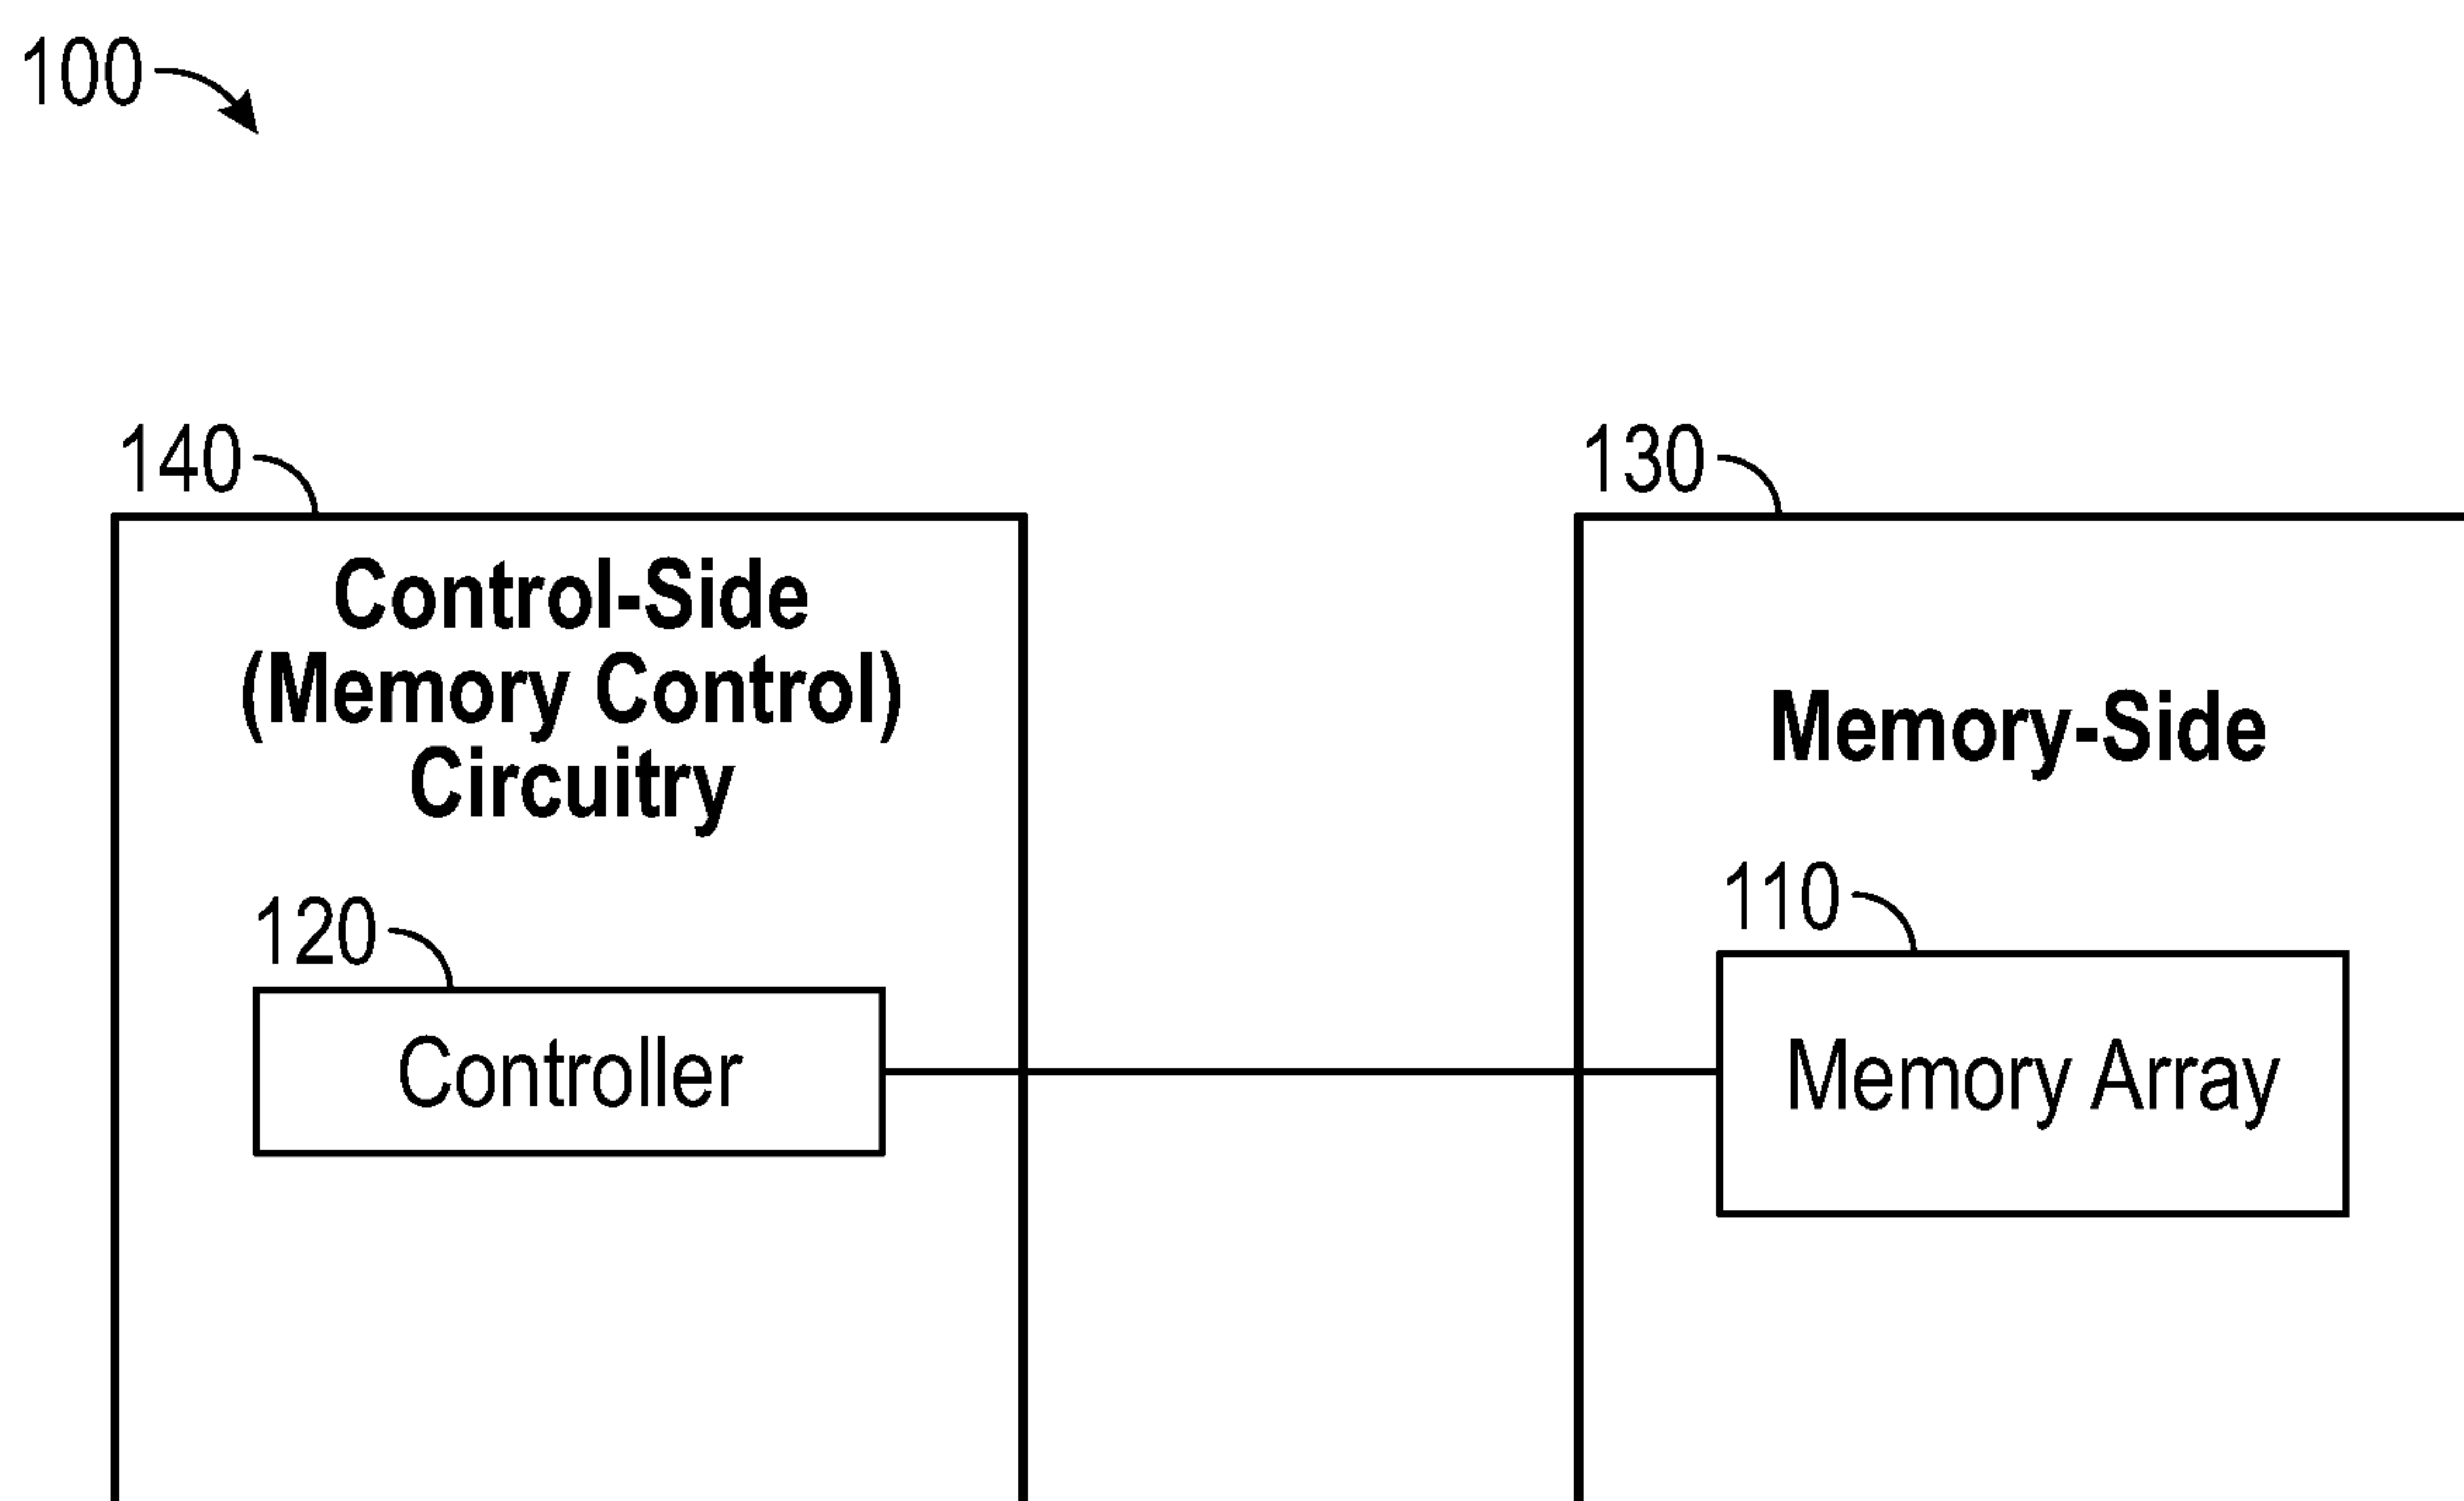 100
140
Control-Side
(Memory Control)
Circuitry
120
Controller
130
Memory-Side
110
Memory Array